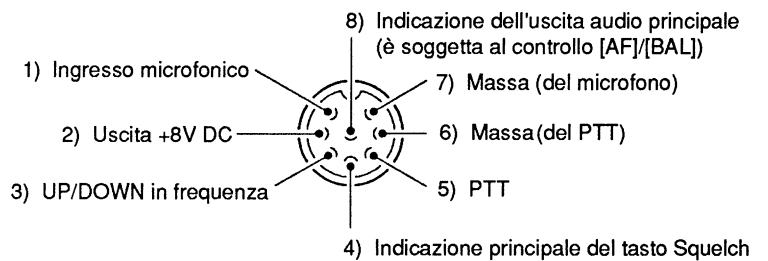 8) Indicazione dell'uscita audio principale
(è soggetta al controllo [AF]/[BAL])
1) Ingresso microfonico
7) Massa (del microfono)
2) Uscita +8V DC
6) Massa (del PTT)
3) UP/DOWN in frequenza
5) PTT
4) Indicazione principale del tasto Squelch